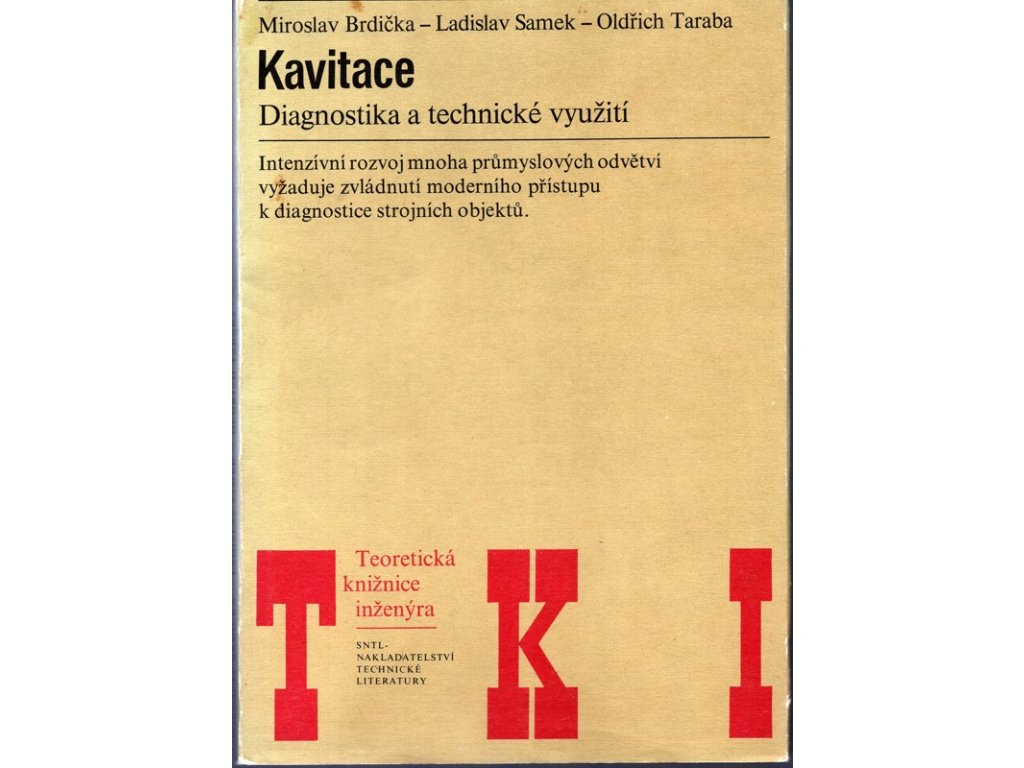 Miroslav Brdička – Ladislav Samek – Oldřich Taraba
Kavitace
Diagnostika a technické využití
Intenzívní rozvoj mnoha průmyslových odvětví
vyžaduje zvládnutí moderního přístupu
k diagnostice strojních objektů.
Teoretická
knižnice
inženýra
SNTL-
NAKLADATELSTVÍ
TECHNICKÉ
LITERATURY
T K I